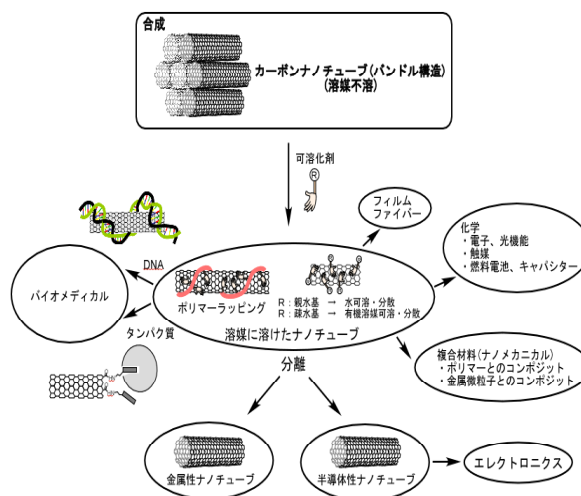 合成
カーボンナノチューブ(バンドル構造)
(溶媒不溶)
可溶化剤
R
フィルム
ファイバー
化学
・電子、光機能
・触媒
・燃料電池、キャパシター
DNA
バイオメディカル
タンパク質
ポリマーラッピング
R:親水基 → 水可溶・分散
R:疎水基 → 有機溶媒可溶・分散
溶媒に溶けたナノチューブ
複合材料(ナノメカニカル)
・ポリマーとのコンポジット
・金属微粒子とのコンポジット
分離
金属性ナノチューブ
半導体性ナノチューブ
エレクトロニクス